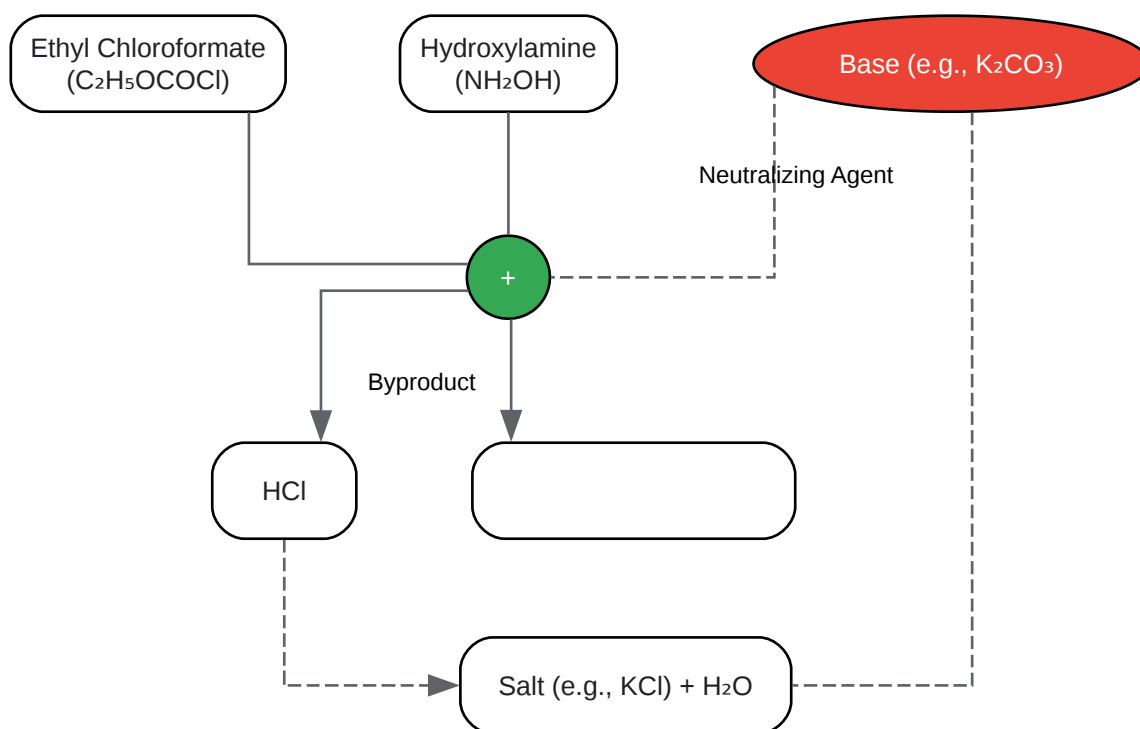 Ethyl Chloroformate
(C₂H₅OCOCl)
Hydroxylamine
(NH₂OH)
Base (e.g., K₂CO₃)
Neutralizing Agent
+
Byproduct
HCl
Salt (e.g., KCl) + H₂O